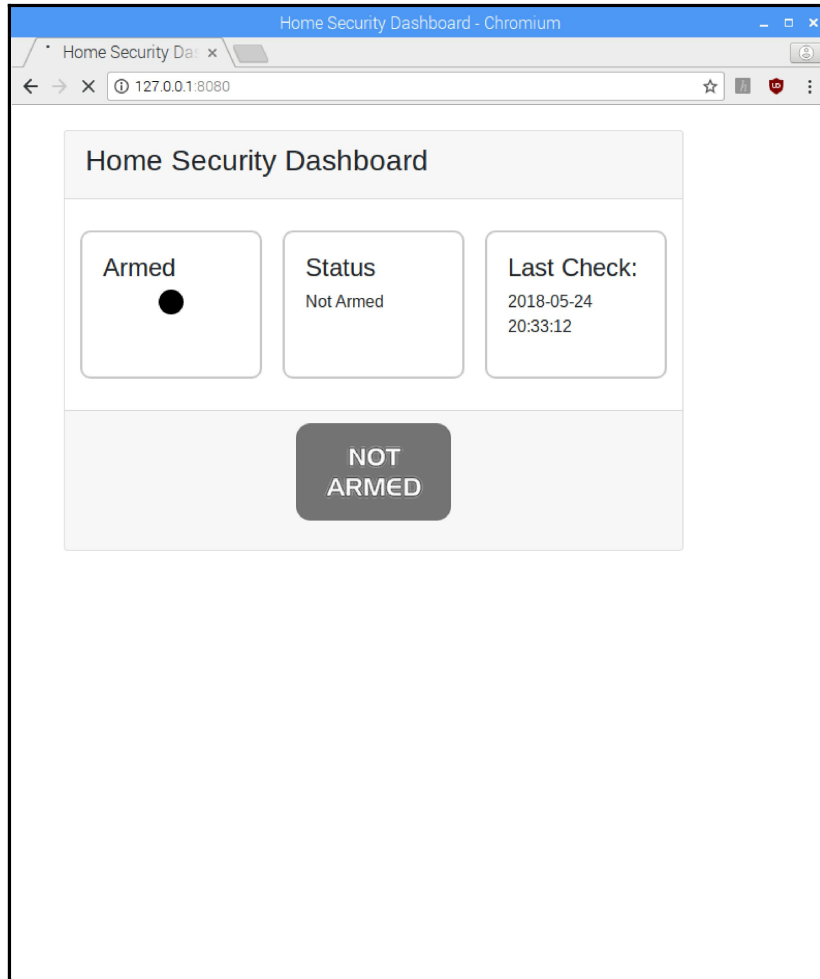 Home Security Dashboard - Chromium
Home Security Das
127.0.0.1:8080
Home Security Dashboard
Armed
Status
Not Armed
Last Check:
2018-05-24
20:33:12
NOT
ARMED